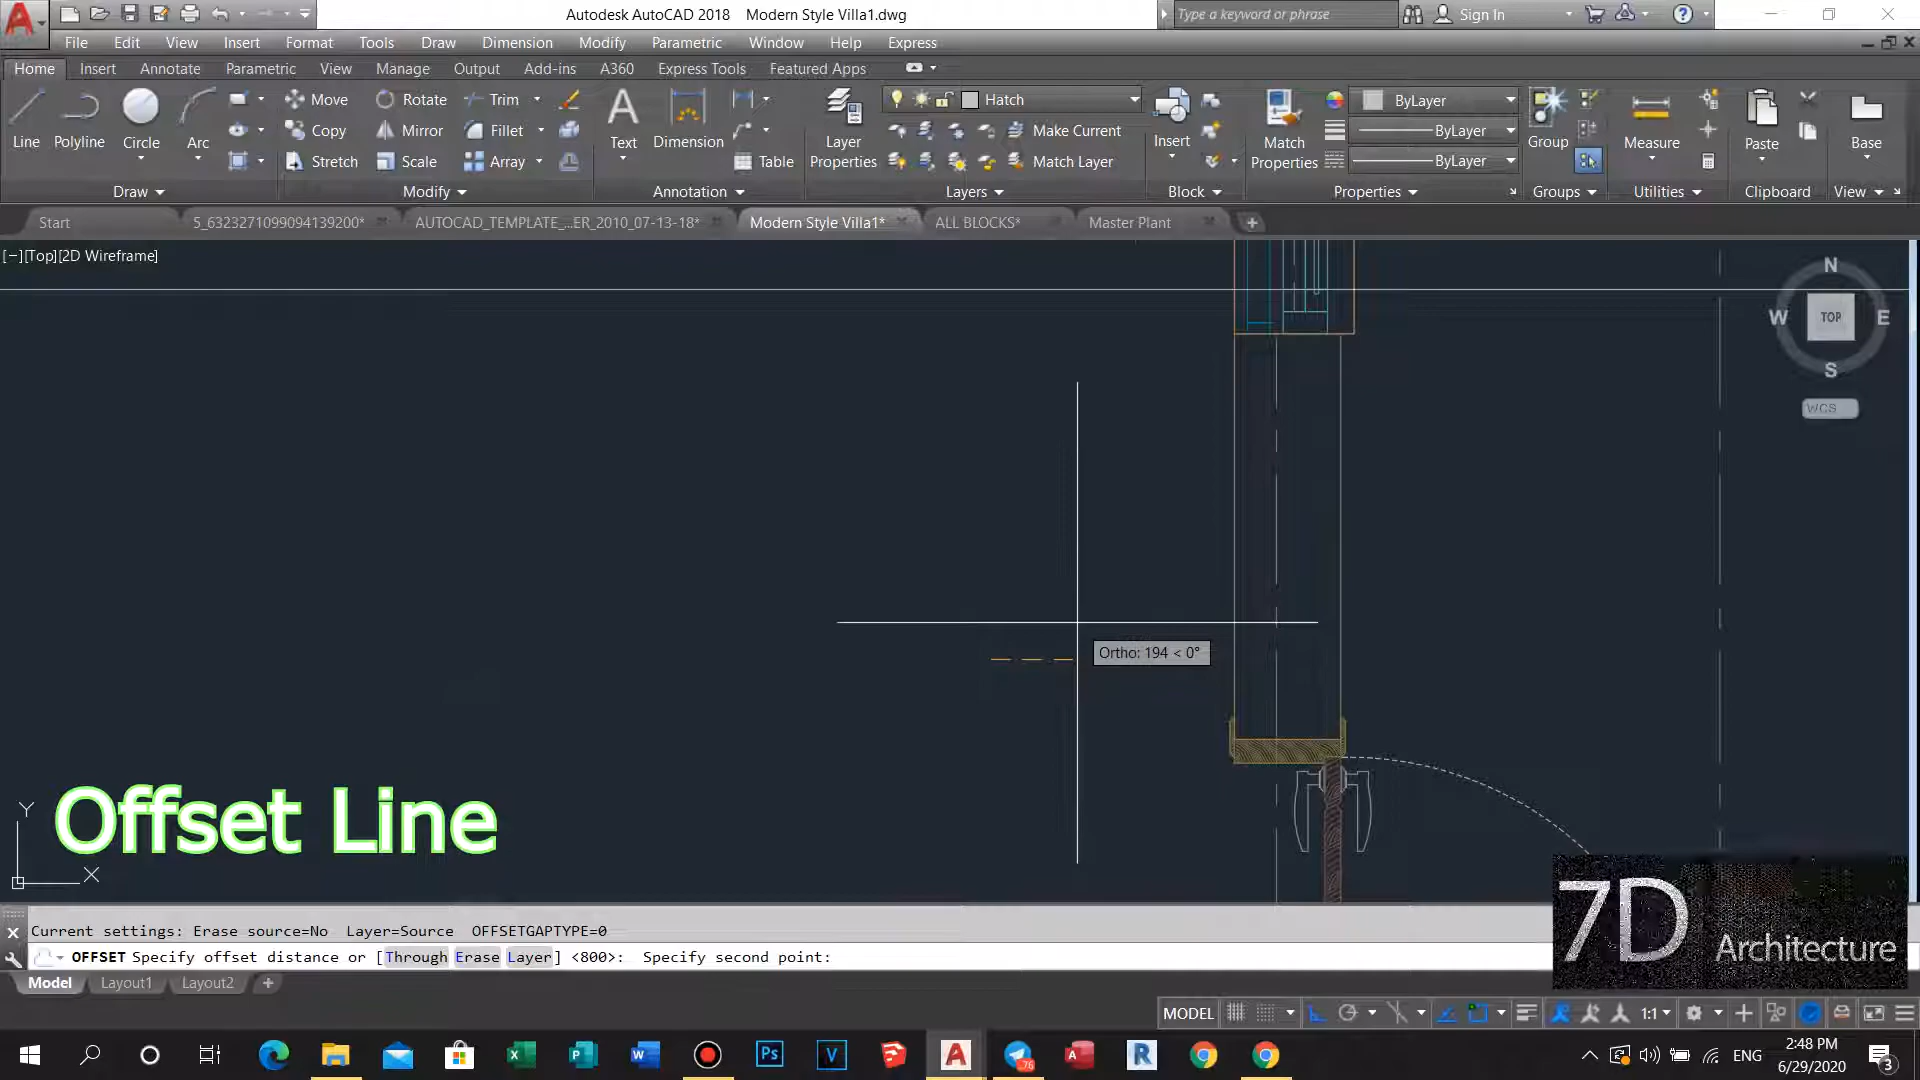 Autodesk AutoCAD 2018 Modern Style Villa1.dwg
Type a keyword or phrase
Sign In
File Edit View Insert Format Tools Draw Dimension Modify Parametric Window Help Express
Home Insert Annotate Parametric View Manage Output Add-ins A360 Express Tools Featured Apps
Line Polyline Circle Arc
Move Rotate Trim
Copy Mirror Fillet
Stretch Scale Array
Text Dimension Table
Layer Properties
Hatch
Make Current
Match Layer
Insert
Match Properties
ByLayer
ByLayer
ByLayer
Group Measure Paste Base
Draw Modify Annotation Layers Block Properties Groups Utilities Clipboard View
Start 5_6323271099094139200* AUTOCAD_TEMPLATE_...ER_2010_07-13-18* Modern Style Villa1* ALL BLOCKS* Master Plant
[−][Top][2D Wireframe]
N
W TOP E
S
WCS
Ortho: 194 < 0°
Offset Line
Y
X
7D Architecture
Current settings: Erase source=No Layer=Source OFFSETGAPTYPE=0
OFFSET Specify offset distance or [Through Erase Layer] <800>: Specify second point:
Model Layout1 Layout2
MODEL 1:1
ENG
2:48 PM
6/29/2020
3